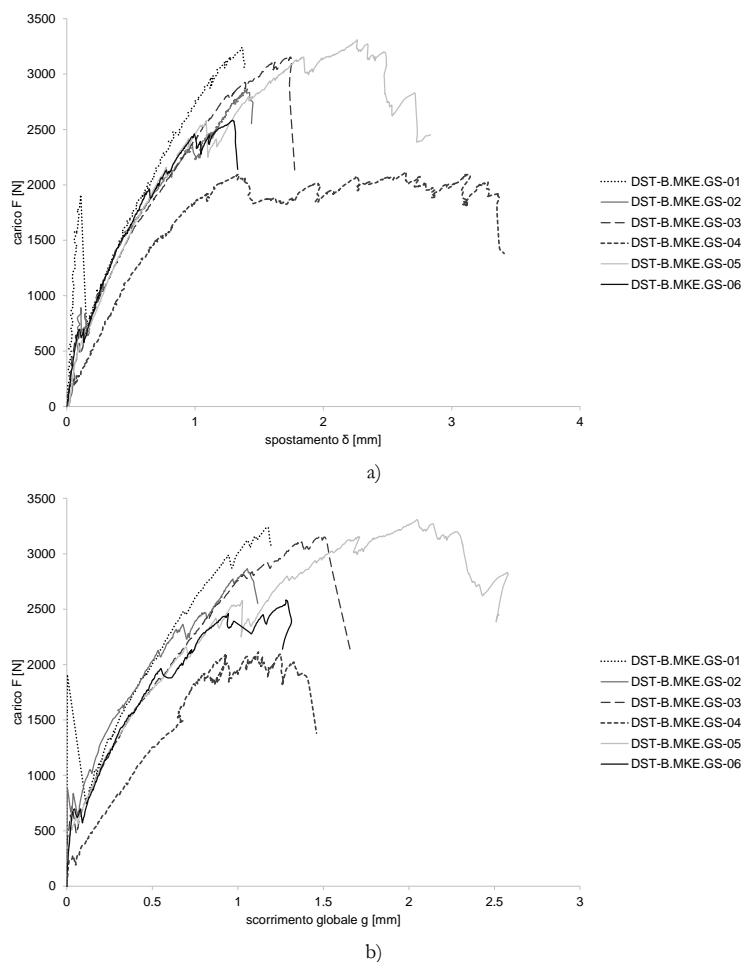 3500
3000
2500
2000
1500
1000
500
0
carico F [N]
0 1 2 3 4
spostamento δ [mm]
DST-B.MKE.GS-01
DST-B.MKE.GS-02
DST-B.MKE.GS-03
DST-B.MKE.GS-04
DST-B.MKE.GS-05
DST-B.MKE.GS-06
a)
3500
3000
2500
2000
1500
1000
500
0
carico F [N]
0 0.5 1 1.5 2 2.5 3
scorrimento globale g [mm]
DST-B.MKE.GS-01
DST-B.MKE.GS-02
DST-B.MKE.GS-03
DST-B.MKE.GS-04
DST-B.MKE.GS-05
DST-B.MKE.GS-06
b)